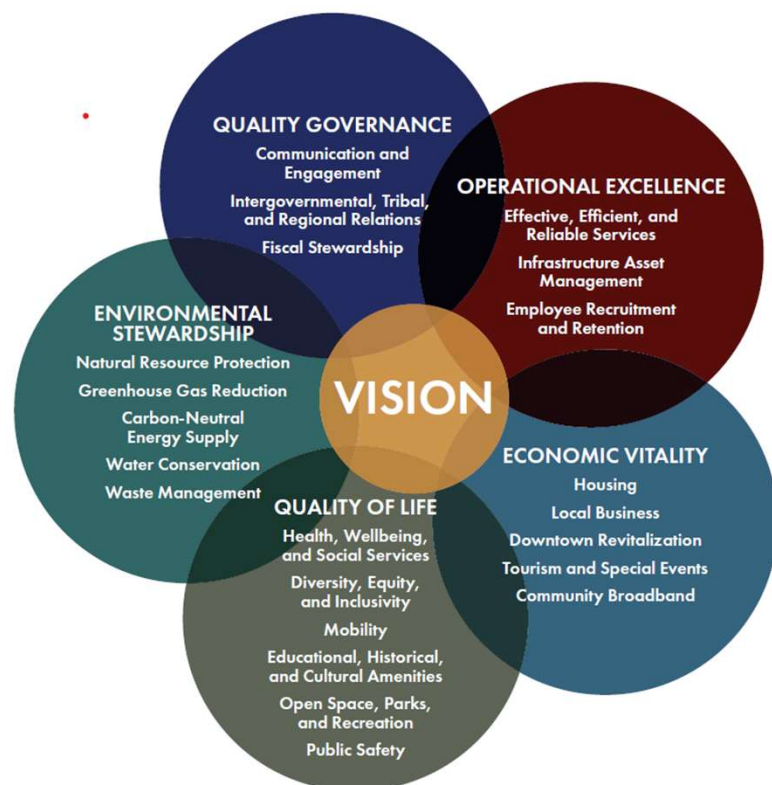 QUALITY GOVERNANCE
Communication and
Engagement
Intergovernmental, Tribal,
and Regional Relations
Fiscal Stewardship
OPERATIONAL EXCELLENCE
Effective, Efficient, and
Reliable Services
Infrastructure Asset
Management
Employee Recruitment
and Retention
ENVIRONMENTAL
STEWARDSHIP
Natural Resource Protection
Greenhouse Gas Reduction
Carbon-Neutral
Energy Supply
Water Conservation
Waste Management
VISION
ECONOMIC VITALITY
Housing
Local Business
Downtown Revitalization
Tourism and Special Events
Community Broadband
QUALITY OF LIFE
Health, Wellbeing,
and Social Services
Diversity, Equity,
and Inclusivity
Mobility
Educational, Historical,
and Cultural Amenities
Open Space, Parks,
and Recreation
Public Safety